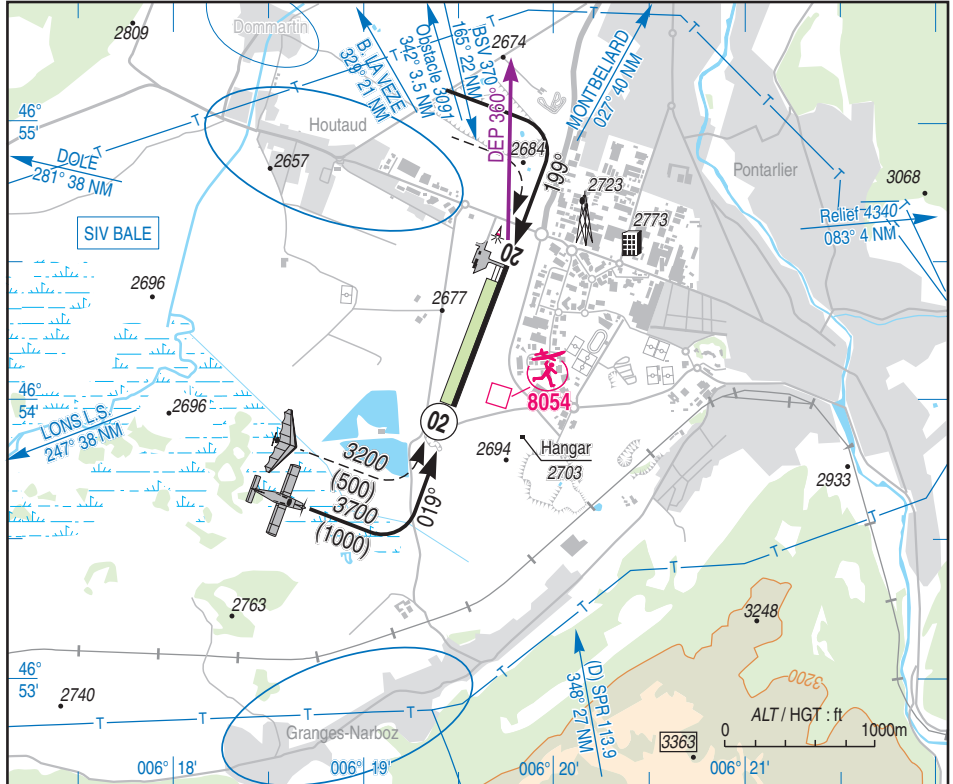 2809
Dommartin
B. LA VEZE
329° 21 NM
Obstacle 3091
342° 3.5 NM
BSV 370
165° 22 NM
2674
MONTBELIARD
027° 40 NM
46°
55'
Houtaud
DEP 360°
2657
2684
199°
Pontarlier
DOLE
281° 38 NM
2723
3068
2773
Relief 4340
083° 4 NM
SIV BALE
20
2696
2677
46°
54'
2696
8054
02
LONS L.S.
247° 38 NM
3200
(500)
2694
Hangar
2703
2933
3700
(1000)
019°
2763
3248
46°
53'
2740
3200
(D) SPR 113.9
348° 27 NM
ALT / HGT : ft
Granges-Narboz
3363
0
1000m
006° 18'
006° 19'
006° 20'
006° 21'
T
T
T
T
T
T
T
T
T
T
T
T
T